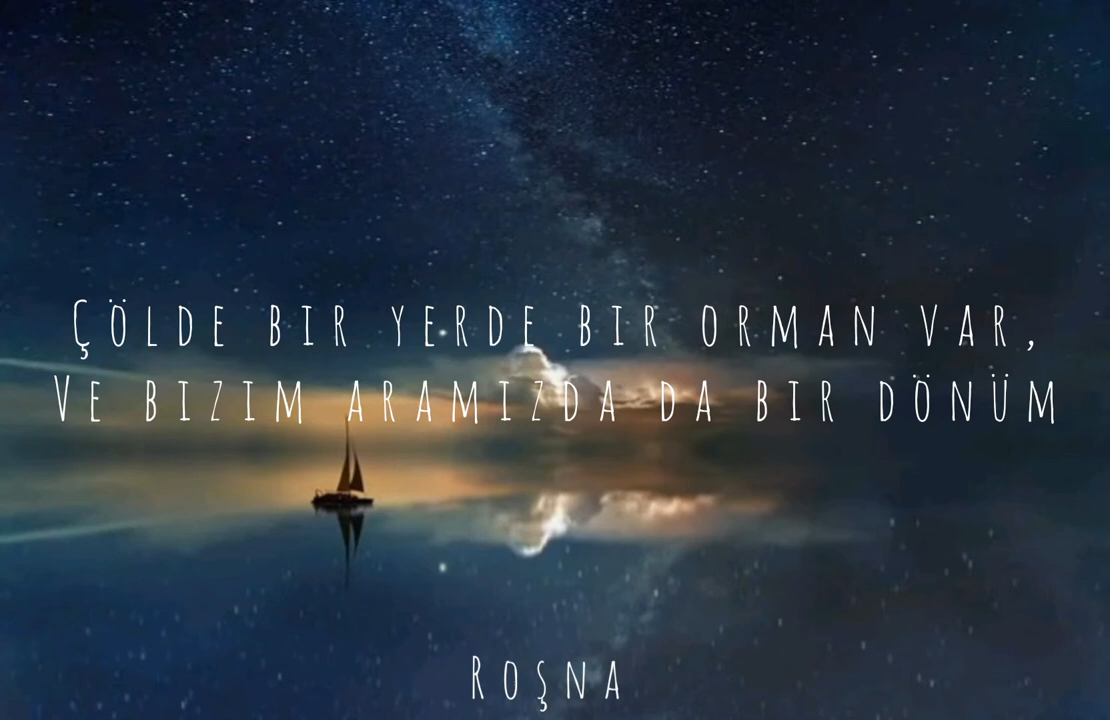 Çölde bir yerde bir orman var,
Ve bizim aramızda da bir dönüm
Roşna